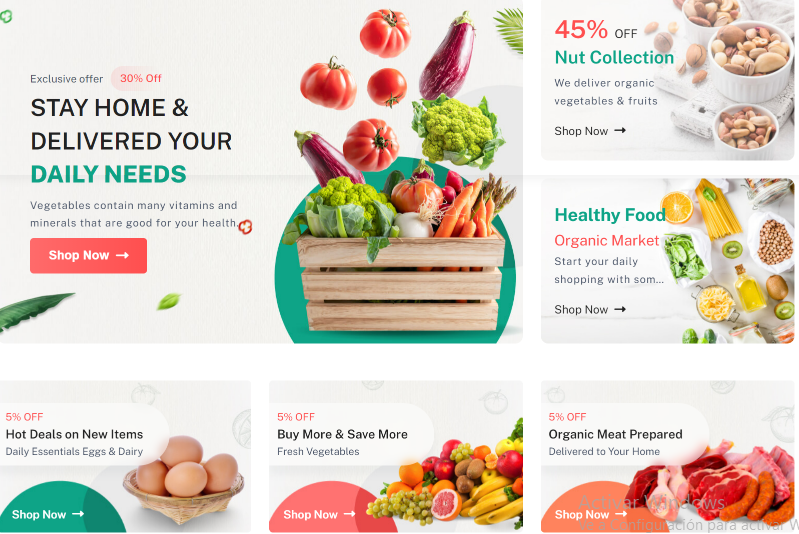 Exclusive offer 30% Off
STAY HOME &
DELIVERED YOUR
DAILY NEEDS
Vegetables contain many vitamins and
minerals that are good for your health.
Shop Now
45% OFF
Nut Collection
We deliver organic
vegetables & fruits
Shop Now
Healthy Food
Organic Market
Start your daily
shopping with som...
Shop Now
5% OFF
Hot Deals on New Items
Daily Essentials Eggs & Dairy
Shop Now
5% OFF
Buy More & Save More
Fresh Vegetables
Shop Now
5% OFF
Organic Meat Prepared
Delivered to Your Home
Shop Now
Activar Windows
configuración para activar W